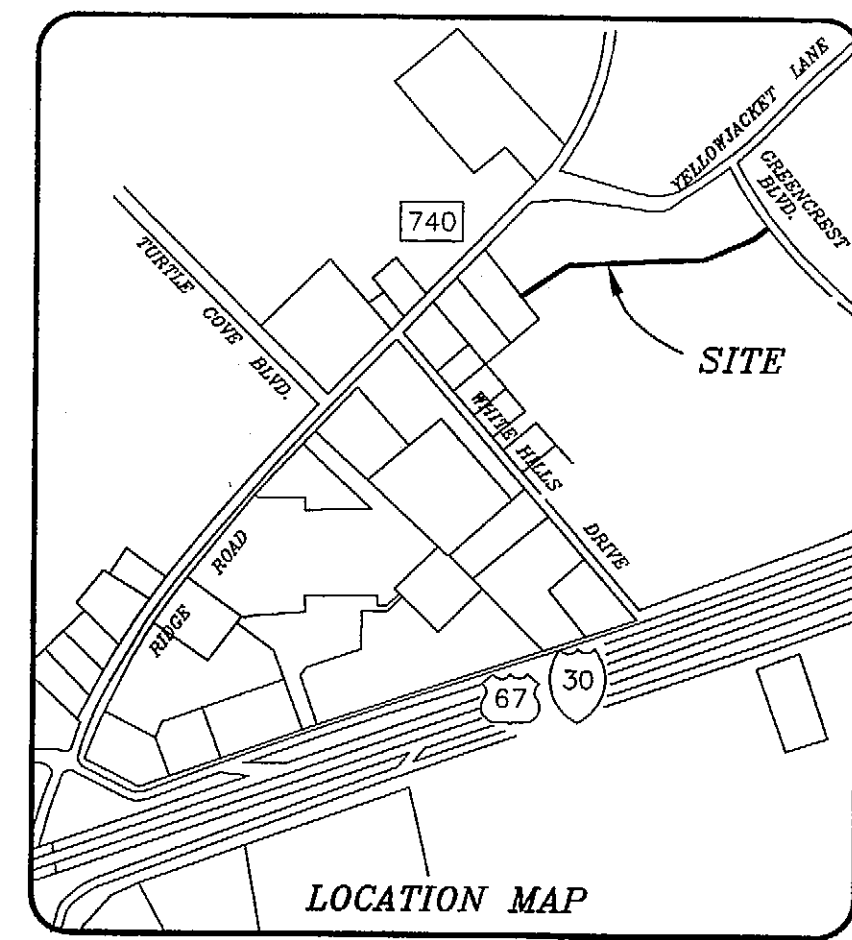 YELLOWJACKET LANE
GREENCREST
BLVD.
740
TURTLE COVE BLVD.
SITE
WHITE HILLS DRIVE
RIDGE ROAD
67
30
LOCATION MAP